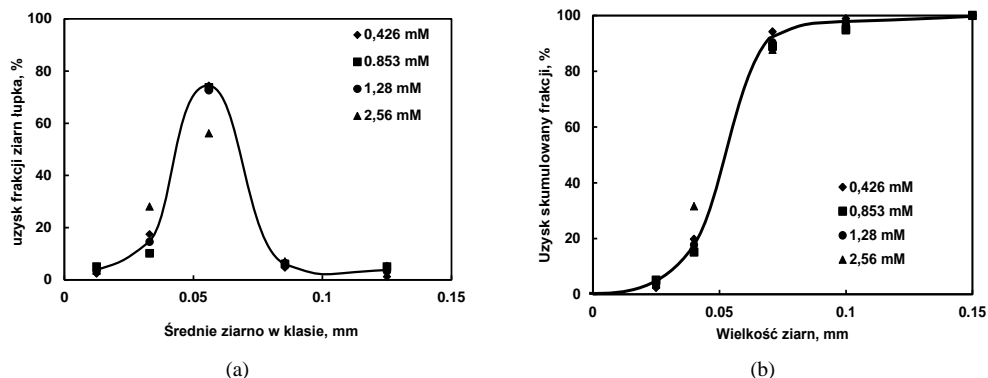 uzysk frakcji ziarn łupka, %
100
80
60
40
20
0
0 0.05 0.1 0.15
Średnie ziarno w klasie, mm
0,426 mM
0.853 mM
1,28 mM
2,56 mM
(a)
Uzysk skumulowany frakcji, %
100
80
60
40
20
0
0 0.05 0.1 0.15
Wielkość ziarn, mm
0,426 mM
0,853 mM
1,28 mM
2,56 mM
(b)